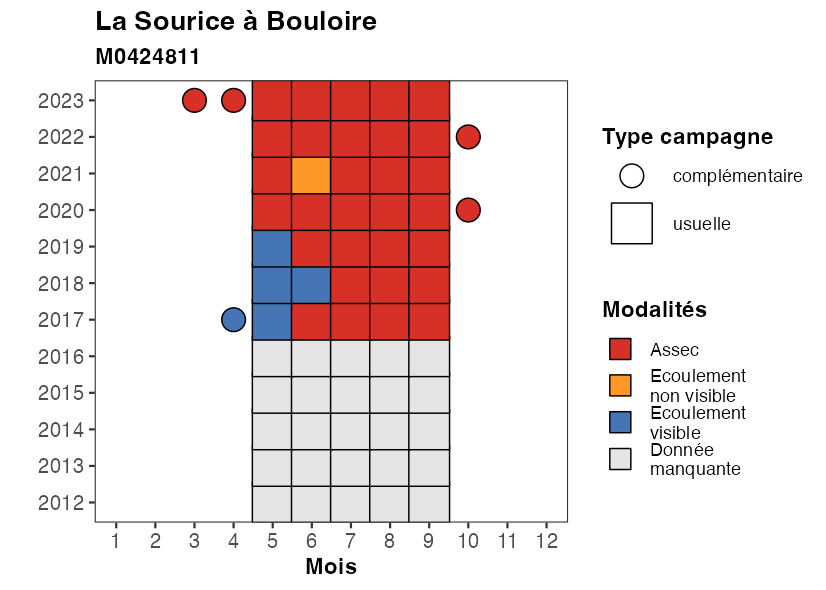 La Sourice à Bouloire
M0424811
2023
2022
2021
2020
2019
2018
2017
2016
2015
2014
2013
2012
1 2 3 4 5 6 7 8 9 10 11 12
Mois
Type campagne
complémentaire
usuelle
Modalités
Assec
Ecoulement
non visible
Ecoulement
visible
Donnée
manquante